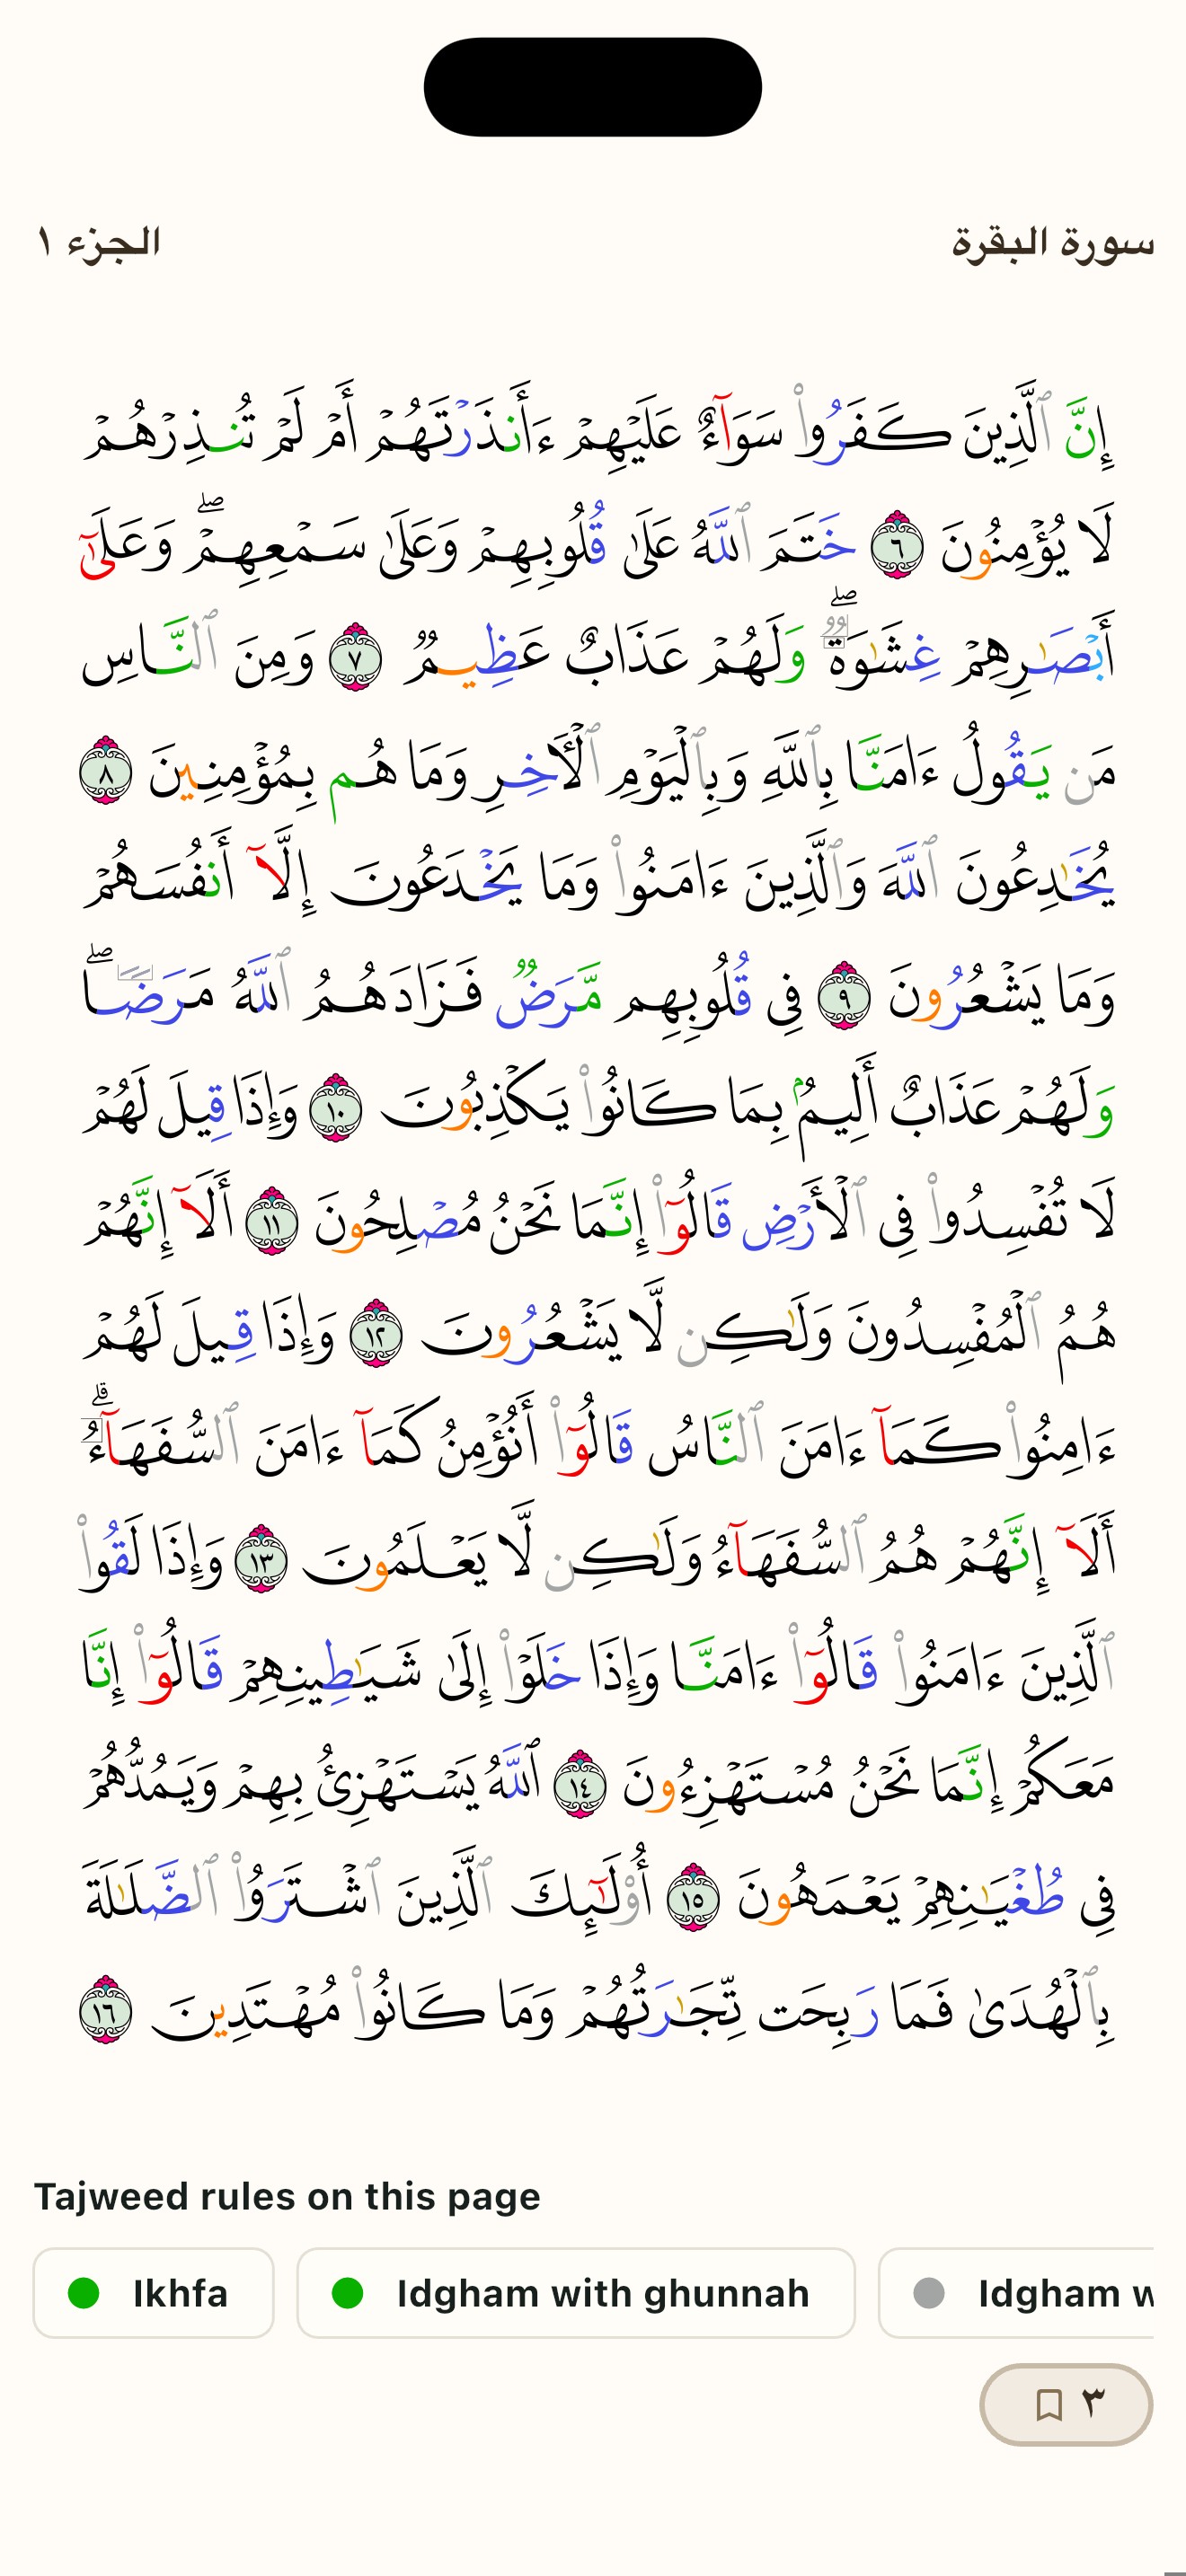 سورة البقرة
الجزء ١
إِنَّ ٱلَّذِينَ كَفَرُوا۟ سَوَآءٌ عَلَيْهِمْ ءَأَنذَرْتَهُمْ أَمْ لَمْ تُنذِرْهُمْ
لَا يُؤْمِنُونَ ٦ خَتَمَ ٱللَّهُ عَلَىٰ قُلُوبِهِمْ وَعَلَىٰ سَمْعِهِمْ ۖ وَعَلَىٰٓ
أَبْصَـٰرِهِمْ غِشَـٰوَةٌ ۖ وَلَهُمْ عَذَابٌ عَظِيمٌ ٧ وَمِنَ ٱلنَّاسِ
مَن يَقُولُ ءَامَنَّا بِٱللَّهِ وَبِٱلْيَوْمِ ٱلْـَٔاخِرِ وَمَا هُم بِمُؤْمِنِينَ ٨
يُخَـٰدِعُونَ ٱللَّهَ وَٱلَّذِينَ ءَامَنُوا۟ وَمَا يَخْدَعُونَ إِلَّآ أَنفُسَهُمْ
وَمَا يَشْعُرُونَ ٩ فِى قُلُوبِهِم مَّرَضٌ فَزَادَهُمُ ٱللَّهُ مَرَضًا ۖ
وَلَهُمْ عَذَابٌ أَلِيمٌۢ بِمَا كَانُوا۟ يَكْذِبُونَ ١٠ وَإِذَا قِيلَ لَهُمْ
لَا تُفْسِدُوا۟ فِى ٱلْأَرْضِ قَالُوٓا۟ إِنَّمَا نَحْنُ مُصْلِحُونَ ١١ أَلَآ إِنَّهُمْ
هُمُ ٱلْمُفْسِدُونَ وَلَـٰكِن لَّا يَشْعُرُونَ ١٢ وَإِذَا قِيلَ لَهُمْ
ءَامِنُوا۟ كَمَآ ءَامَنَ ٱلنَّاسُ قَالُوٓا۟ أَنُؤْمِنُ كَمَآ ءَامَنَ ٱلسُّفَهَآءُ ۗ
أَلَآ إِنَّهُمْ هُمُ ٱلسُّفَهَآءُ وَلَـٰكِن لَّا يَعْلَمُونَ ١٣ وَإِذَا لَقُوا۟
ٱلَّذِينَ ءَامَنُوا۟ قَالُوٓا۟ ءَامَنَّا وَإِذَا خَلَوْا۟ إِلَىٰ شَيَـٰطِينِهِمْ قَالُوٓا۟ إِنَّا
مَعَكُمْ إِنَّمَا نَحْنُ مُسْتَهْزِءُونَ ١٤ ٱللَّهُ يَسْتَهْزِئُ بِهِمْ وَيَمُدُّهُمْ
فِى طُغْيَـٰنِهِمْ يَعْمَهُونَ ١٥ أُو۟لَـٰٓئِكَ ٱلَّذِينَ ٱشْتَرَوُا۟ ٱلضَّلَـٰلَةَ
بِٱلْهُدَىٰ فَمَا رَبِحَت تِّجَـٰرَتُهُمْ وَمَا كَانُوا۟ مُهْتَدِينَ ١٦
Tajweed rules on this page
Ikhfa
Idgham with ghunnah
Idgham
٣